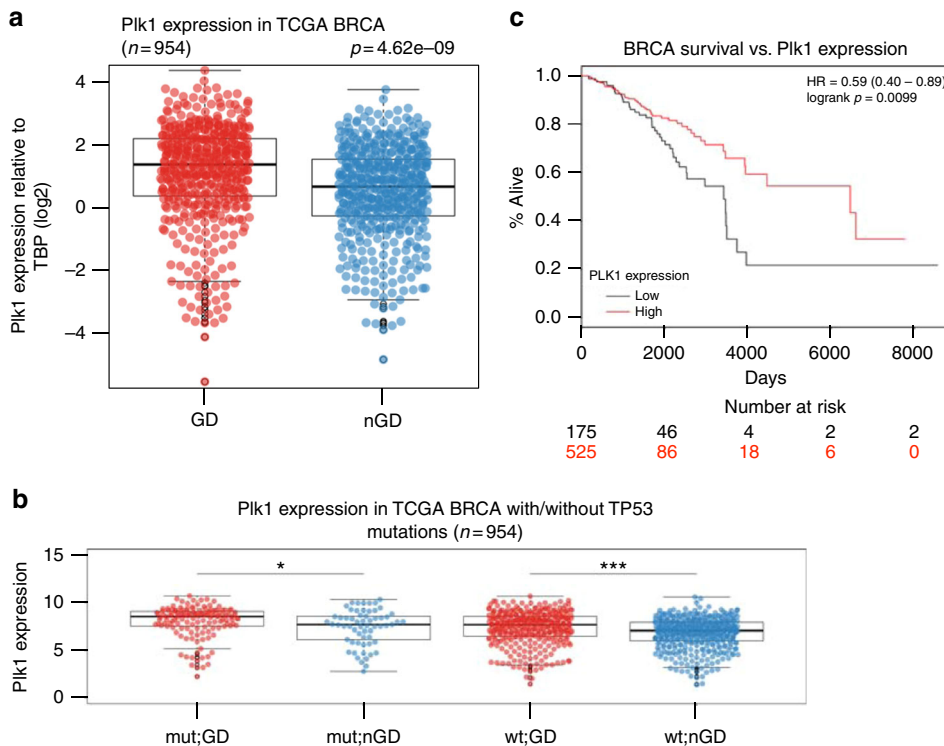 a
Plk1 expression in TCGA BRCA
(n=954)
p=4.62e–09
Plk1 expression relative to
TBP (log2)
4
2
0
−2
−4
GD
nGD
c
BRCA survival vs. Plk1 expression
HR = 0.59 (0.40 – 0.89)
logrank p = 0.0099
% Alive
1.0
0.8
0.6
0.4
0.2
0.0
PLK1 expression
Low
High
0 2000 4000 6000 8000
Days
Number at risk
175 46 4 2 2
525 86 18 6 0
b
Plk1 expression in TCGA BRCA with/without TP53
mutations (n=954)
Plk1 expression
15
10
5
0
*
***
mut;GD mut;nGD wt;GD wt;nGD